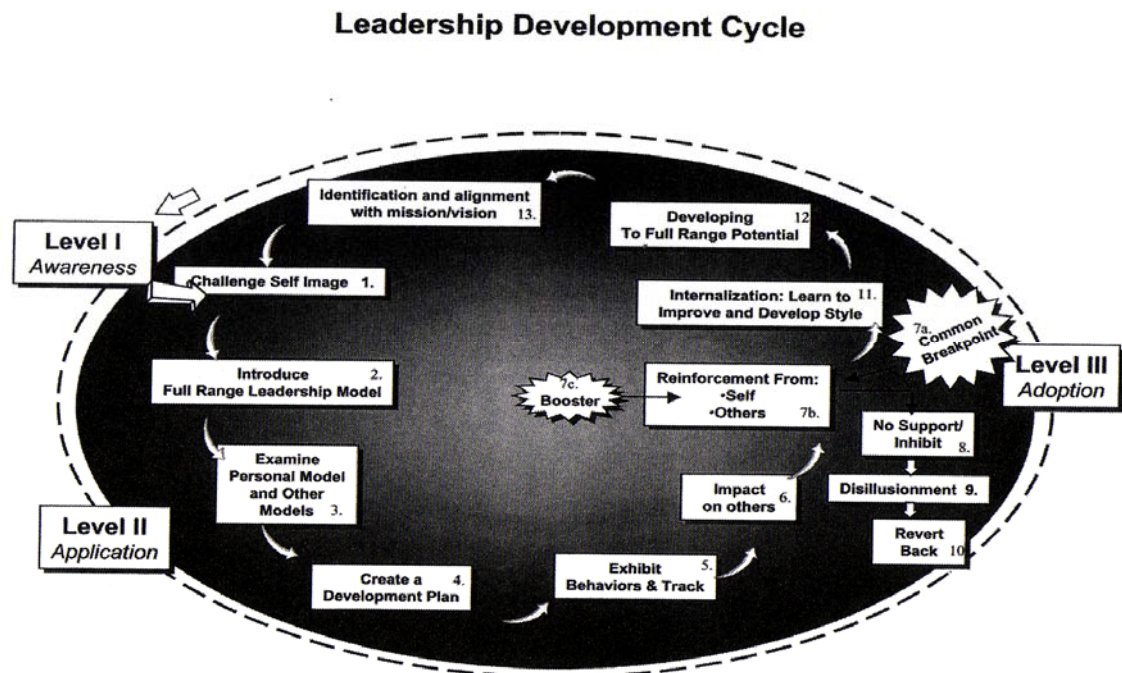 Leadership Development Cycle
Level I
Awareness
Identification and alignment
with mission/vision 13.
Challenge Self Image 1.
Introduce 2.
Full Range Leadership Model
Examine
Personal Model
and Other
Models 3.
Level II
Application
Create a 4.
Development Plan
Exhibit 5.
Behaviors & Track
Impact 6.
on others
7c.
Booster
Reinforcement From:
•Self
•Others 7b.
7a. Common
Breakpoint
Level III
Adoption
No Support/
Inhibit 8.
Disillusionment 9.
Revert
Back 10
Internalization: Learn to 11.
Improve and Develop Style
Developing 12
To Full Range Potential